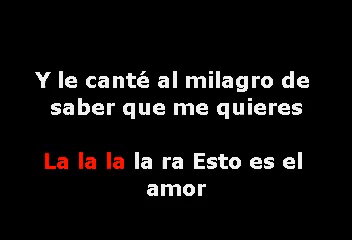 Y le canté al milagro de
saber que me quieres
La la la la ra Esto es el
amor